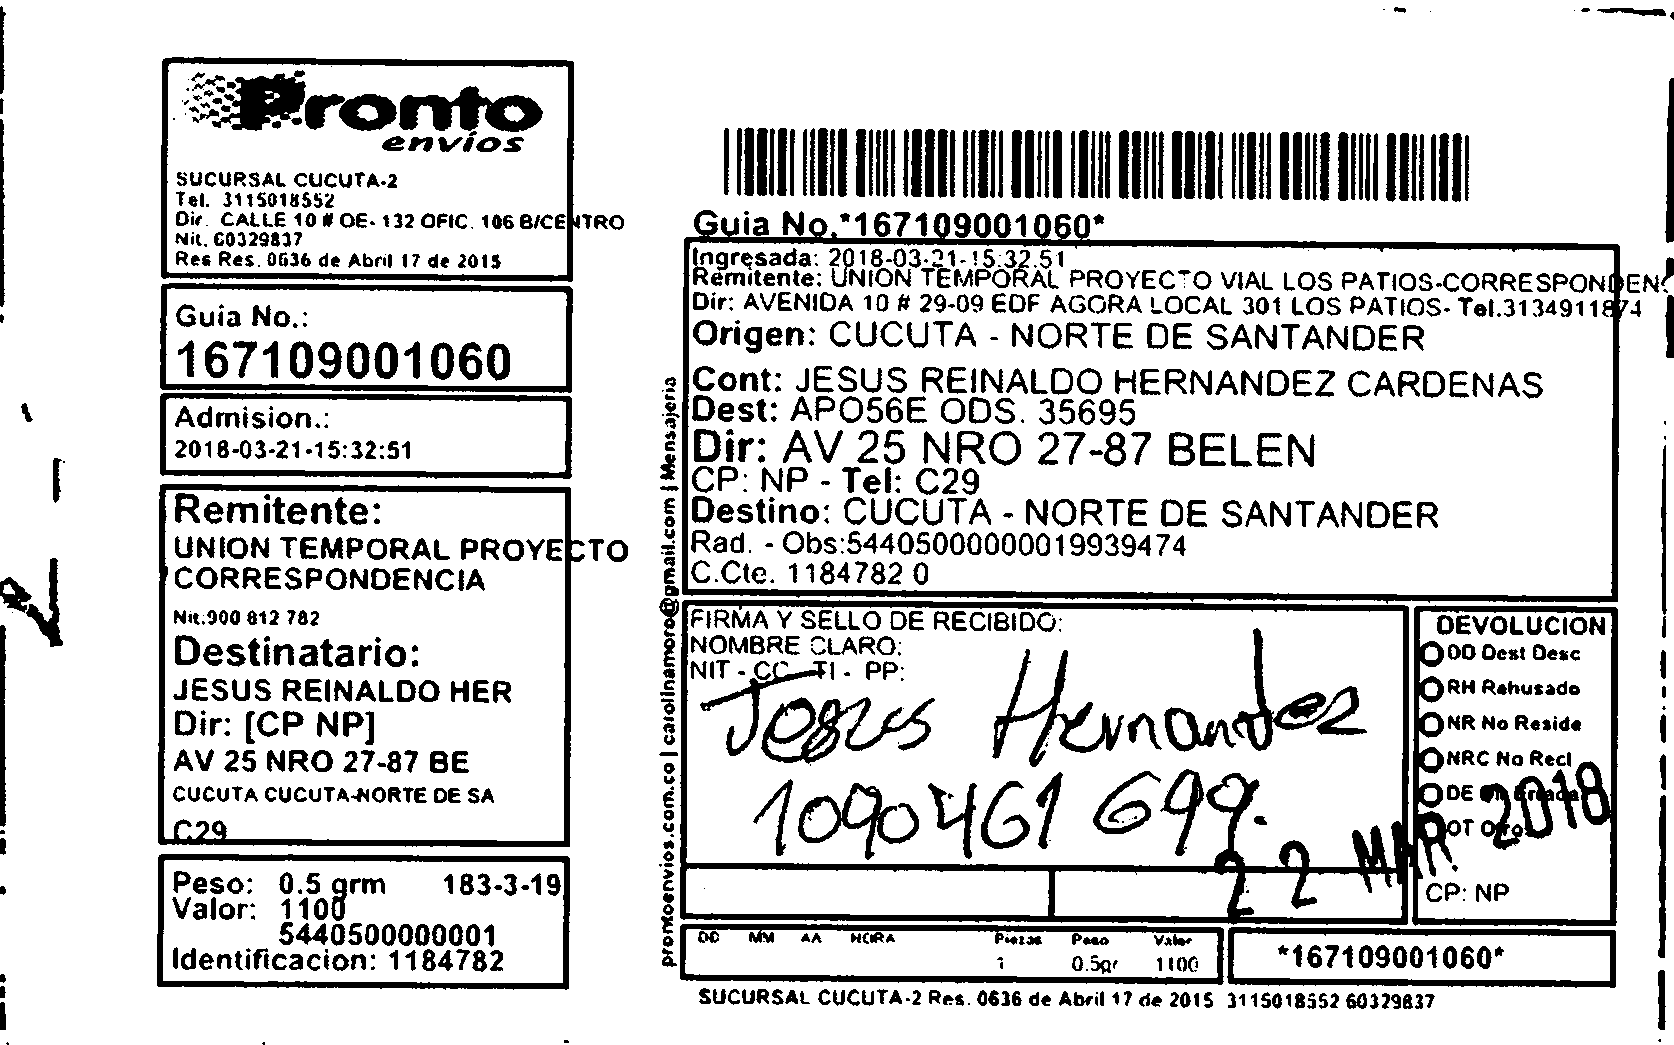 Pronto
envíos
SUCURSAL CUCUTA-2
Tel. 3115018552
Dir. CALLE 10 # OE- 132 OFIC. 106 B/CENTRO
Nit. 60329837
Res Res. 0636 de Abril 17 de 2015
Guia No.:
167109001060
Admision.:
2018-03-21-15:32:51
Remitente:
UNION TEMPORAL PROYECTO
CORRESPONDENCIA
Nit:900 812 782
Destinatario:
JESUS REINALDO HER
Dir: [CP NP]
AV 25 NRO 27-87 BE
CUCUTA CUCUTA-NORTE DE SA
C29
Peso: 0.5 grm 183-3-19
Valor: 1100
5440500000001
Identificacion: 1184782
prontoenvios.com.co | carolinamoro@gmail.com | Mensajeria
Guia No.*167109001060*
Ingresada: 2018-03-21-15:32:51
Remitente: UNION TEMPORAL PROYECTO VIAL LOS PATIOS-CORRESPONDENC
Dir: AVENIDA 10 # 29-09 EDF AGORA LOCAL 301 LOS PATIOS- Tel.3134911874
Origen: CUCUTA - NORTE DE SANTANDER
Cont: JESUS REINALDO HERNANDEZ CARDENAS
Dest: APO56E ODS. 35695
Dir: AV 25 NRO 27-87 BELEN
CP: NP - Tel: C29
Destino: CUCUTA - NORTE DE SANTANDER
Rad. - Obs:54405000000019939474
C.Cte. 1184782 0
FIRMA Y SELLO DE RECIBIDO:
NOMBRE CLARO:
NIT - CC - TI - PP:
Jesus Hernandez
1090461699.
22 MAR 2018
DEVOLUCION
DD Dest Desc
RH Rehusado
NR No Reside
NRC No Recl
DE
OT Otro
CP: NP
DD MM AA HORA Piezas Peso Valor
1 0.5gr 1100
*167109001060*
SUCURSAL CUCUTA-2 Res. 0636 de Abril 17 de 2015 3115018552 60329837